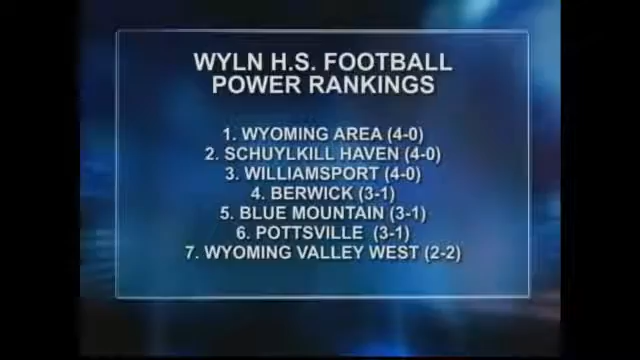 WYLN H.S. FOOTBALL
POWER RANKINGS
1. WYOMING AREA (4-0)
2. SCHUYLKILL HAVEN (4-0)
3. WILLIAMSPORT (4-0)
4. BERWICK (3-1)
5. BLUE MOUNTAIN (3-1)
6. POTTSVILLE (3-1)
7. WYOMING VALLEY WEST (2-2)